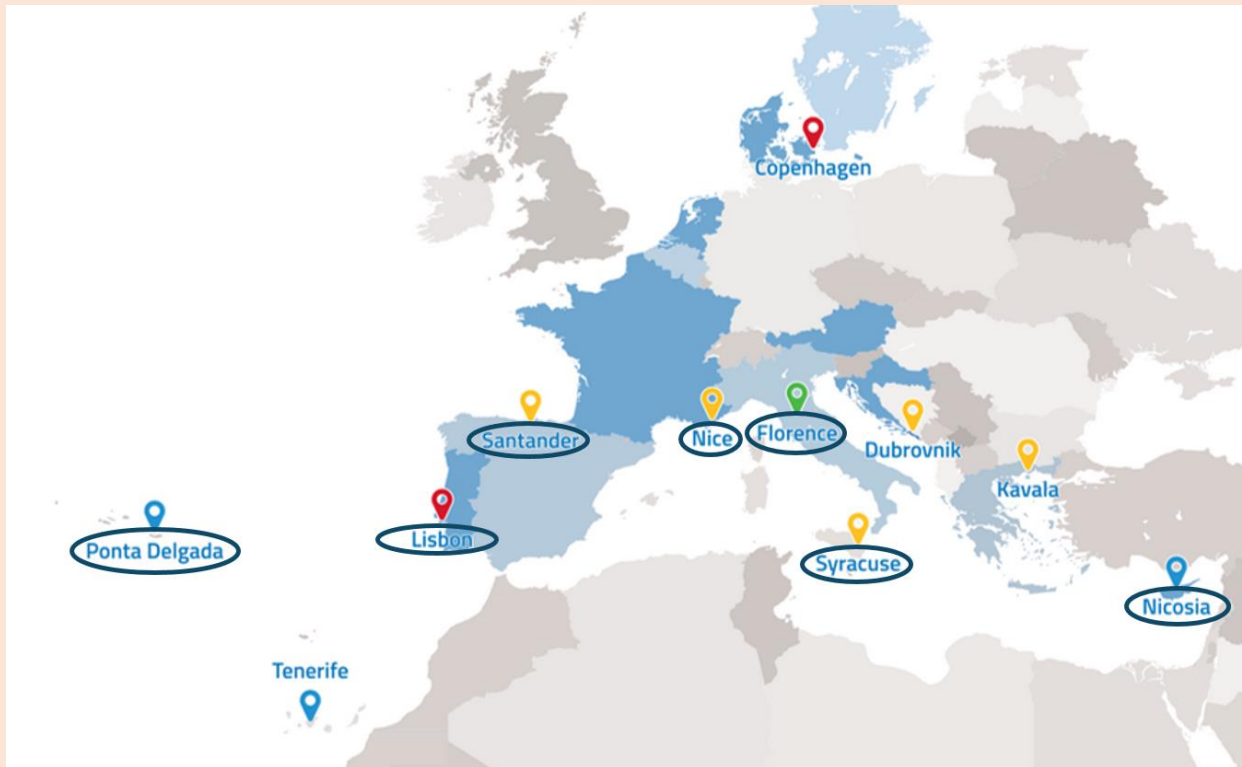 Copenhagen
Santander
Nice
Florence
Dubrovnik
Kavala
Ponta Delgada
Lisbon
Syracuse
Nicosia
Tenerife